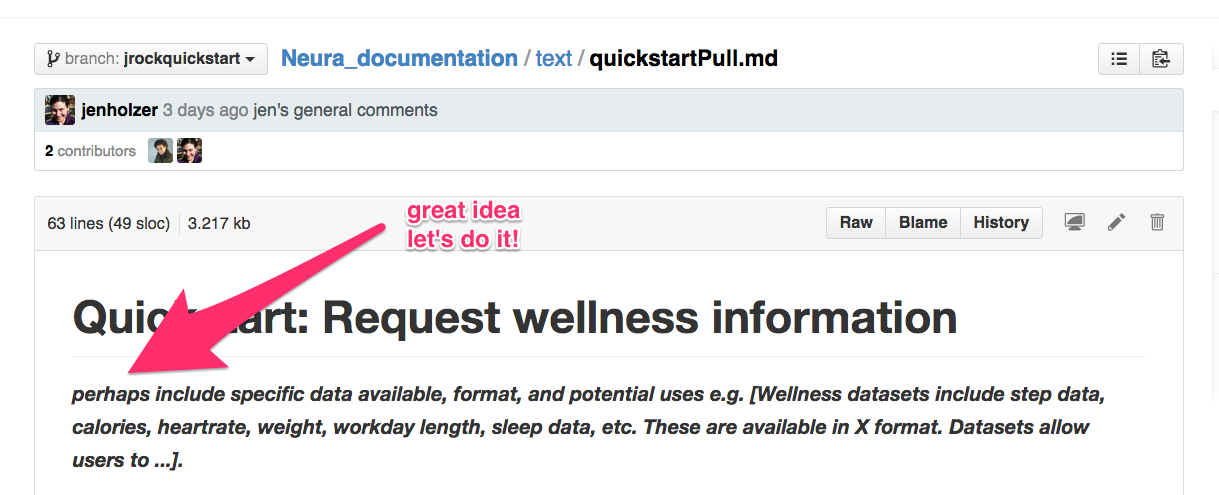 branch: jrockquickstart Neura_documentation / text / quickstartPull.md
jenholzer 3 days ago jen's general comments
2 contributors
great idea
let's do it!
63 lines (49 sloc) 3.217 kb Raw Blame History
Quickstart: Request wellness information
perhaps include specific data available, format, and potential uses e.g. [Wellness datasets include step data,
calories, heartrate, weight, workday length, sleep data, etc. These are available in X format. Datasets allow
users to ...].